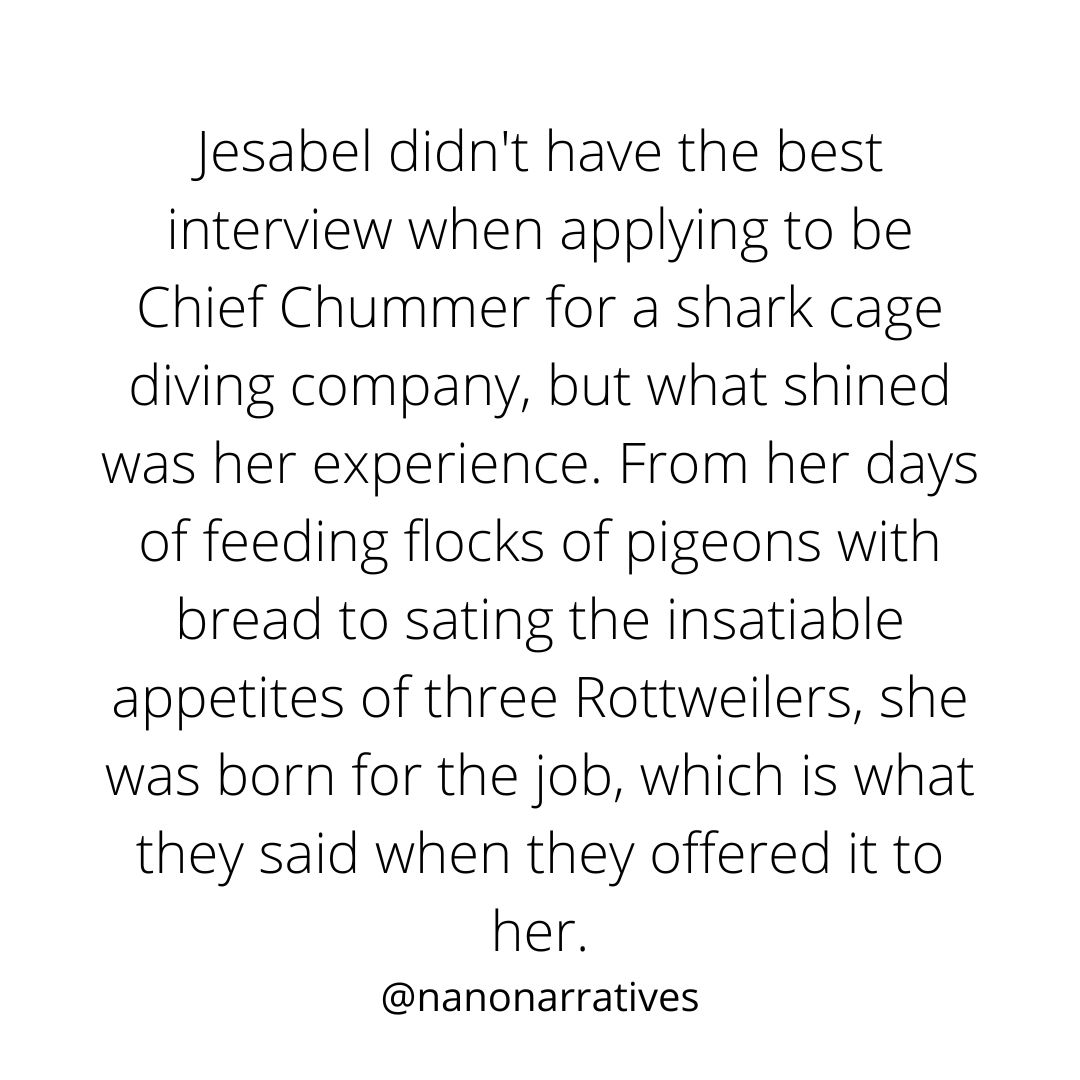 Jesabel didn't have the best
interview when applying to be
Chief Chummer for a shark cage
diving company, but what shined
was her experience. From her days
of feeding flocks of pigeons with
bread to sating the insatiable
appetites of three Rottweilers, she
was born for the job, which is what
they said when they offered it to
her.
@nanonarratives